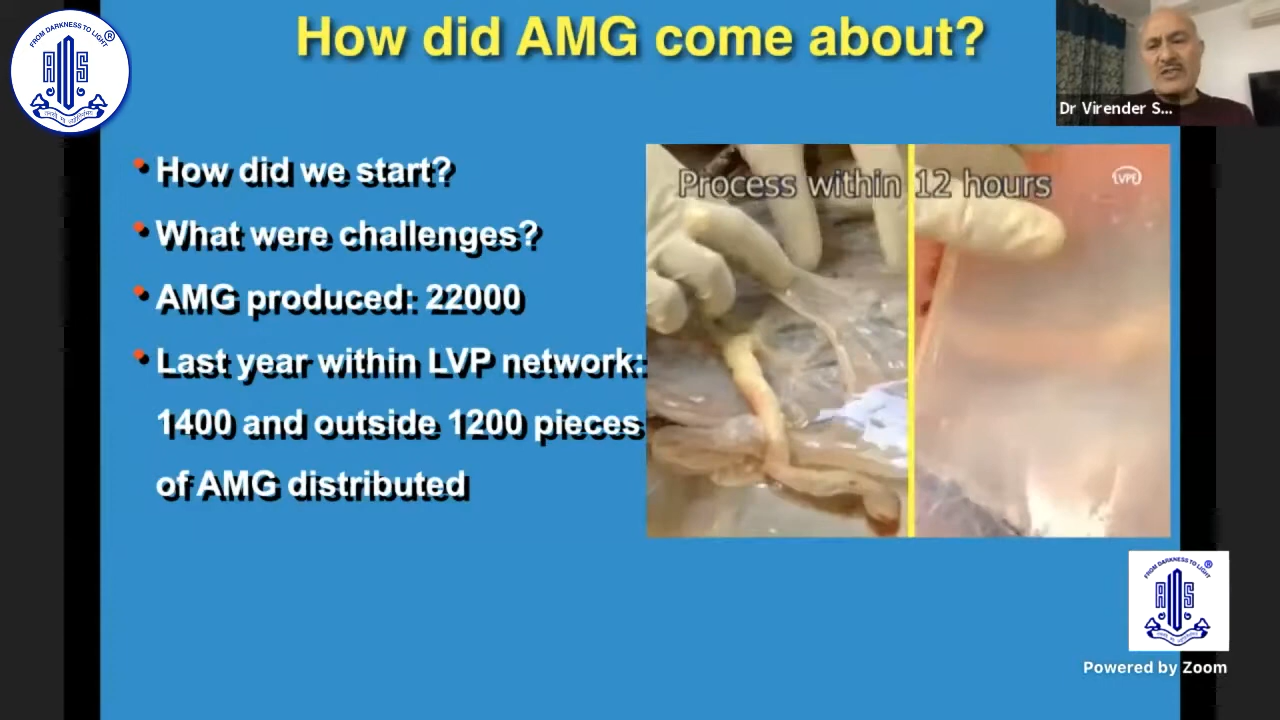 How did AMG come about?
FROM DARKNESS TO LIGHT
®
AIOS
Dr Virender S...
• How did we start?
• What were challenges?
• AMG produced: 22000
• Last year within LVP network:
1400 and outside 1200 pieces
of AMG distributed
Process within 12 hours
LVPEI
FROM DARKNESS TO LIGHT
®
AIOS
Powered by Zoom